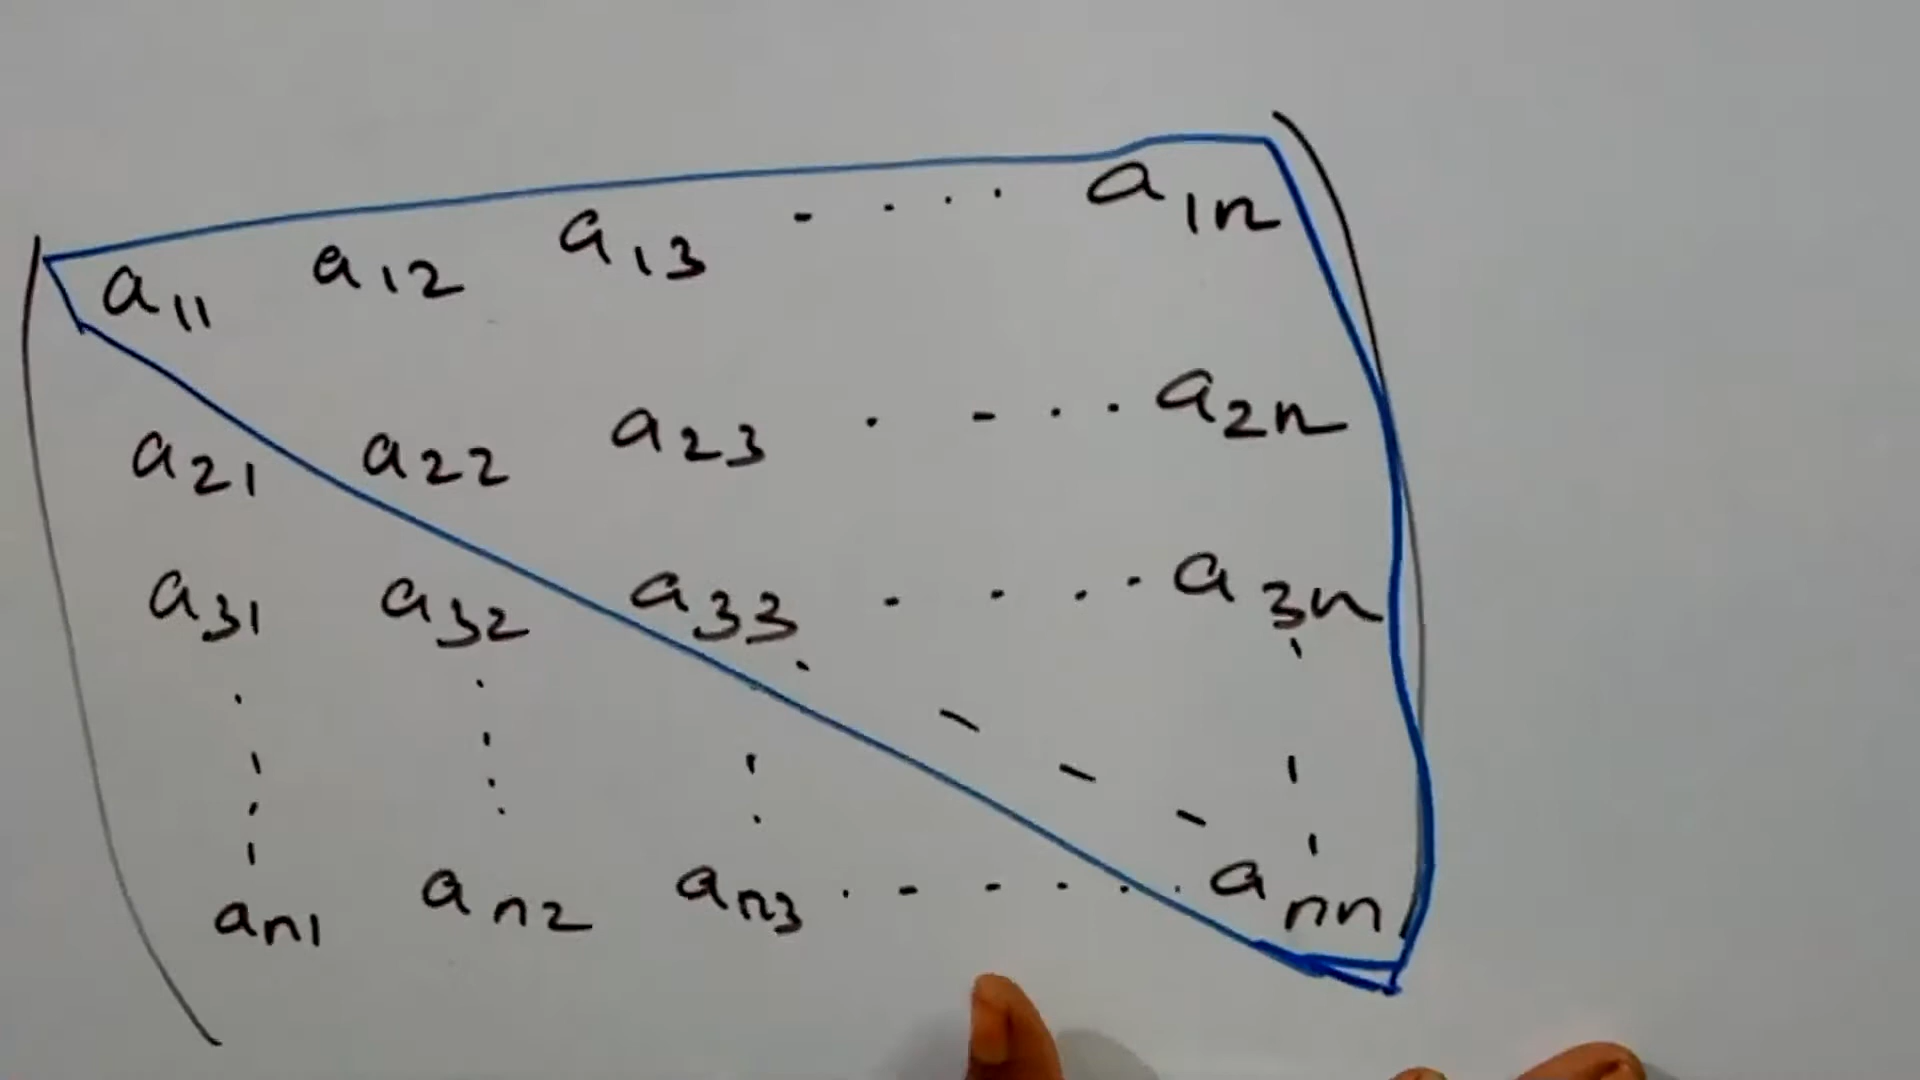 a₁₁ a₁₂ a₁₃ - . . . a₁ₙ
a₂₁ a₂₂ a₂₃ . - . . a₂ₙ
a₃₁ a₃₂ a₃₃ . . . . a₃ₙ
aₙ₁ aₙ₂ aₙ₃ . - - - . . aₙₙ